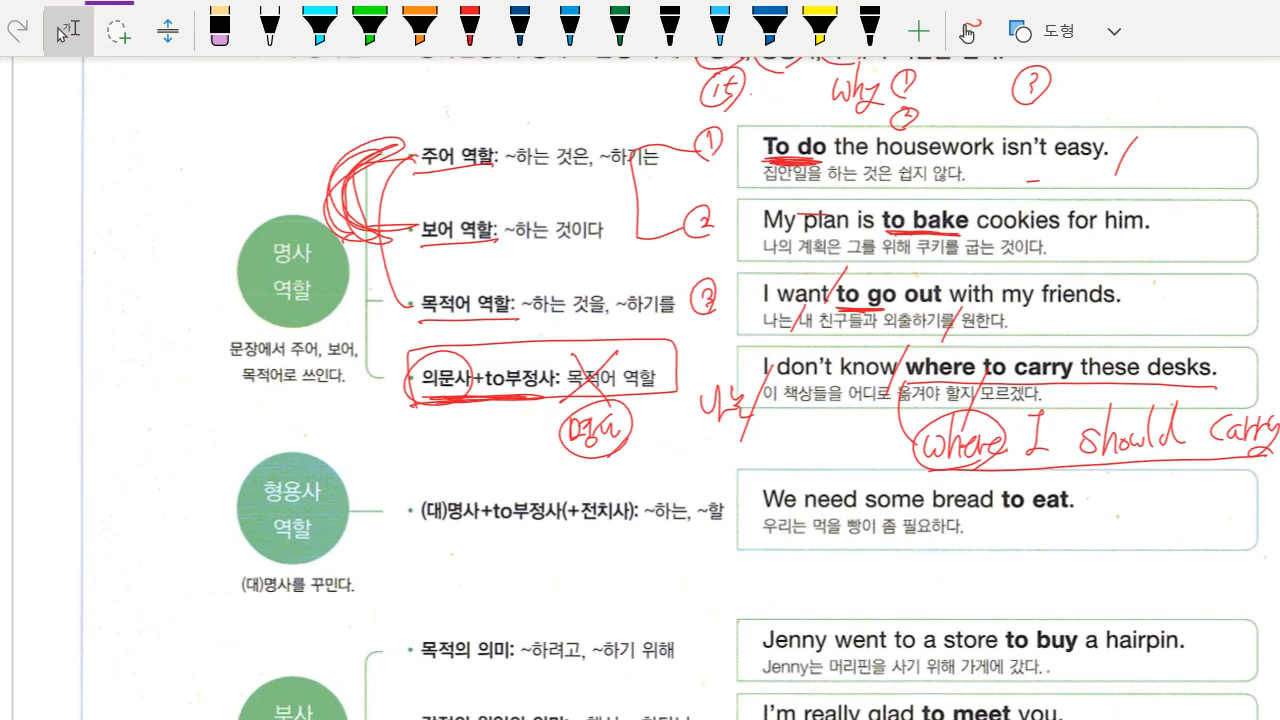 도형
it
why ①
②
③
명사
역할
문장에서 주어, 보어,
목적어로 쓰인다.
• 주어 역할: ~하는 것은, ~하기는
①
To do the housework isn't easy.
집안일을 하는 것은 쉽지 않다.
• 보어 역할: ~하는 것이다
②
My plan is to bake cookies for him.
나의 계획은 그를 위해 쿠키를 굽는 것이다.
• 목적어 역할: ~하는 것을, ~하기를
③
I want to go out with my friends.
나는 내 친구들과 외출하기를 원한다.
• 의문사+to부정사: 목적어 역할
명사
I don't know where to carry these desks.
이 책상들을 어디로 옮겨야 할지 모르겠다.
나는
where I should carry
형용사
역할
(대)명사를 꾸민다.
• (대)명사+to부정사(+전치사): ~하는, ~할
We need some bread to eat.
우리는 먹을 빵이 좀 필요하다.
부사
• 목적의 의미: ~하려고, ~하기 위해
Jenny went to a store to buy a hairpin.
Jenny는 머리핀을 사기 위해 가게에 갔다.
I'm really glad to meet you.